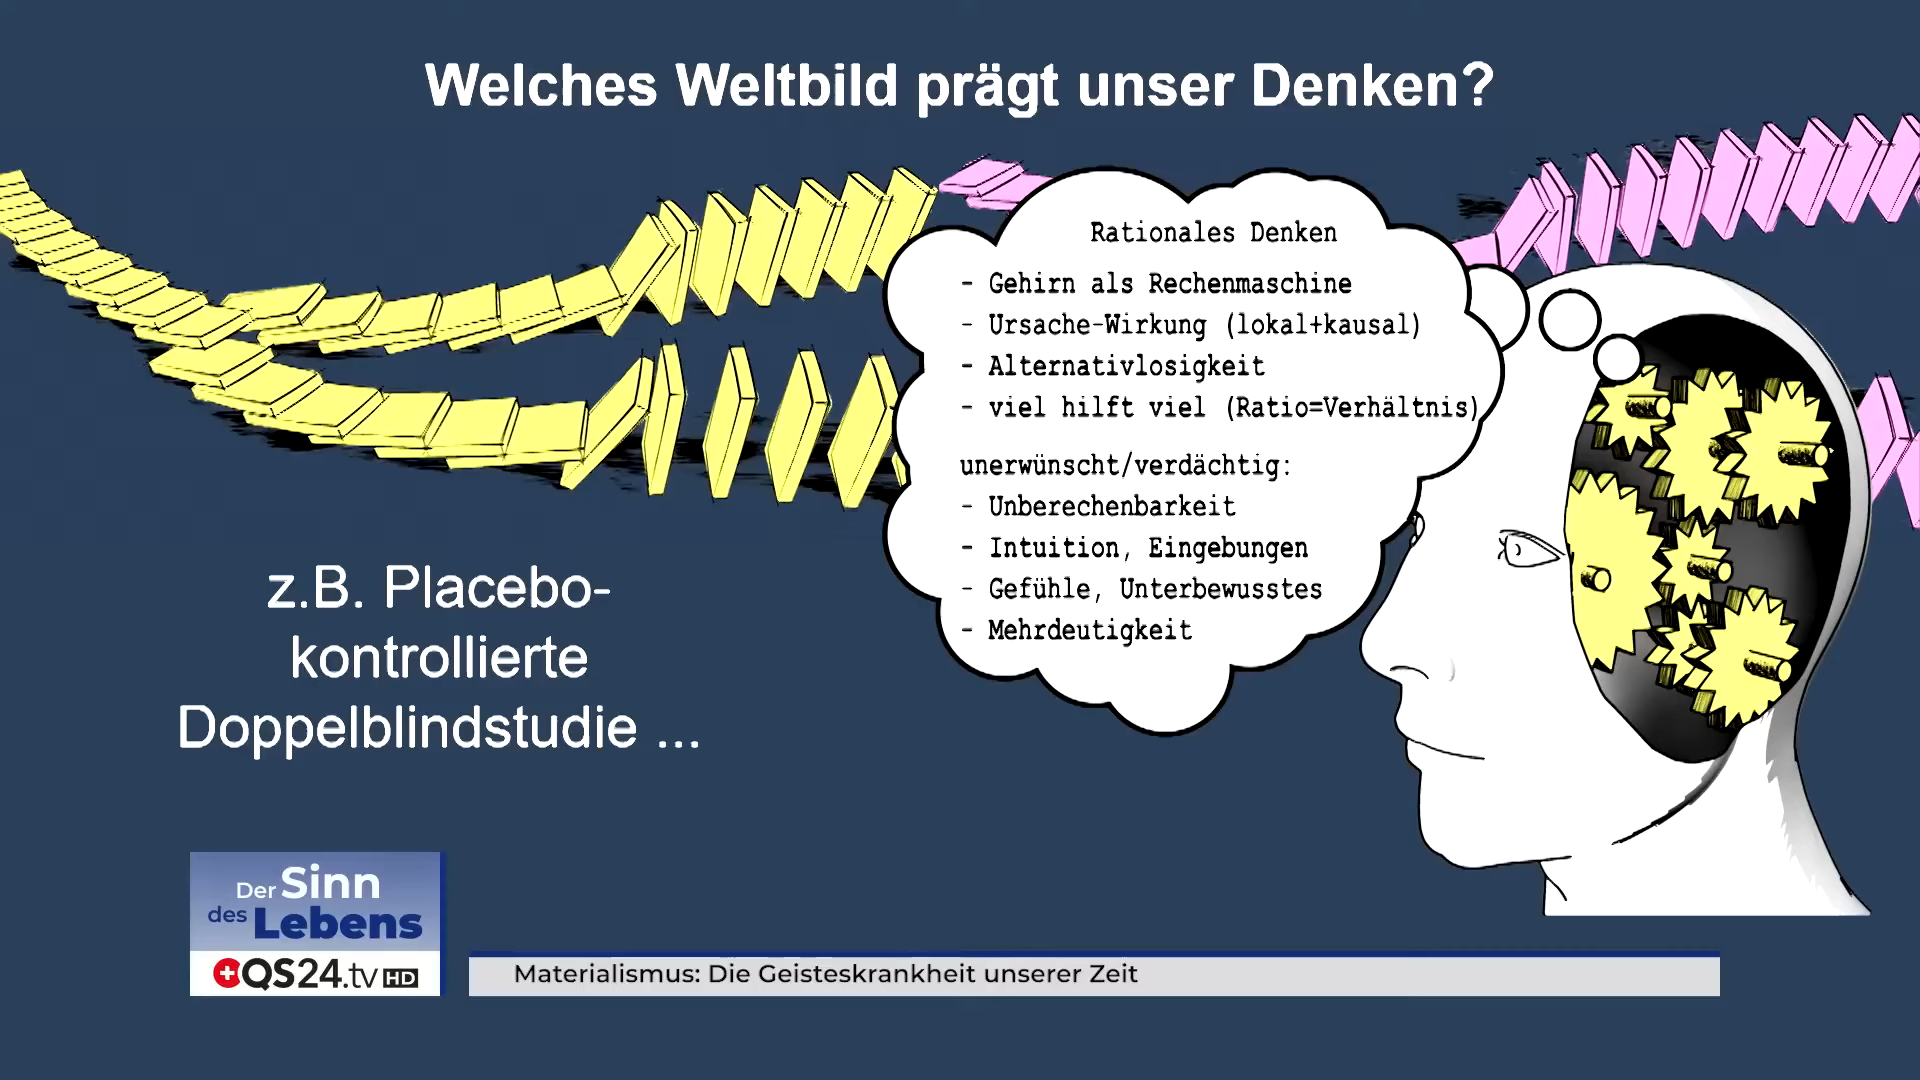 Welches Weltbild prägt unser Denken?
Rationales Denken
- Gehirn als Rechenmaschine
- Ursache-Wirkung (lokal+kausal)
- Alternativlosigkeit
- viel hilft viel (Ratio=Verhältnis)
unerwünscht/verdächtig:
- Unberechenbarkeit
- Intuition, Eingebungen
- Gefühle, Unterbewusstes
- Mehrdeutigkeit
z.B. Placebo-
kontrollierte
Doppelblindstudie ...
Der Sinn
des Lebens
QS24.tv HD
Materialismus: Die Geisteskrankheit unserer Zeit